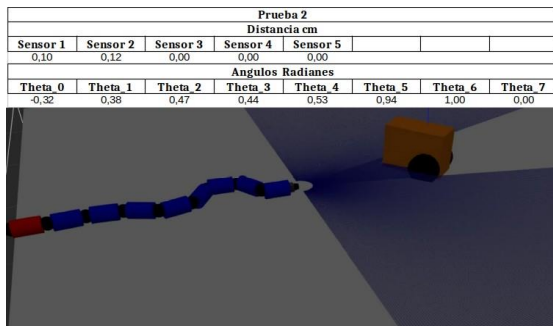 Prueba 2
Distancia cm
Sensor 1 Sensor 2 Sensor 3 Sensor 4 Sensor 5
0,10 0,12 0,00 0,00 0,00
Angulos Radianes
Theta_0 Theta_1 Theta_2 Theta_3 Theta_4 Theta_5 Theta_6 Theta_7
-0,32 0,38 0,47 0,44 0,53 0,94 1,00 0,00